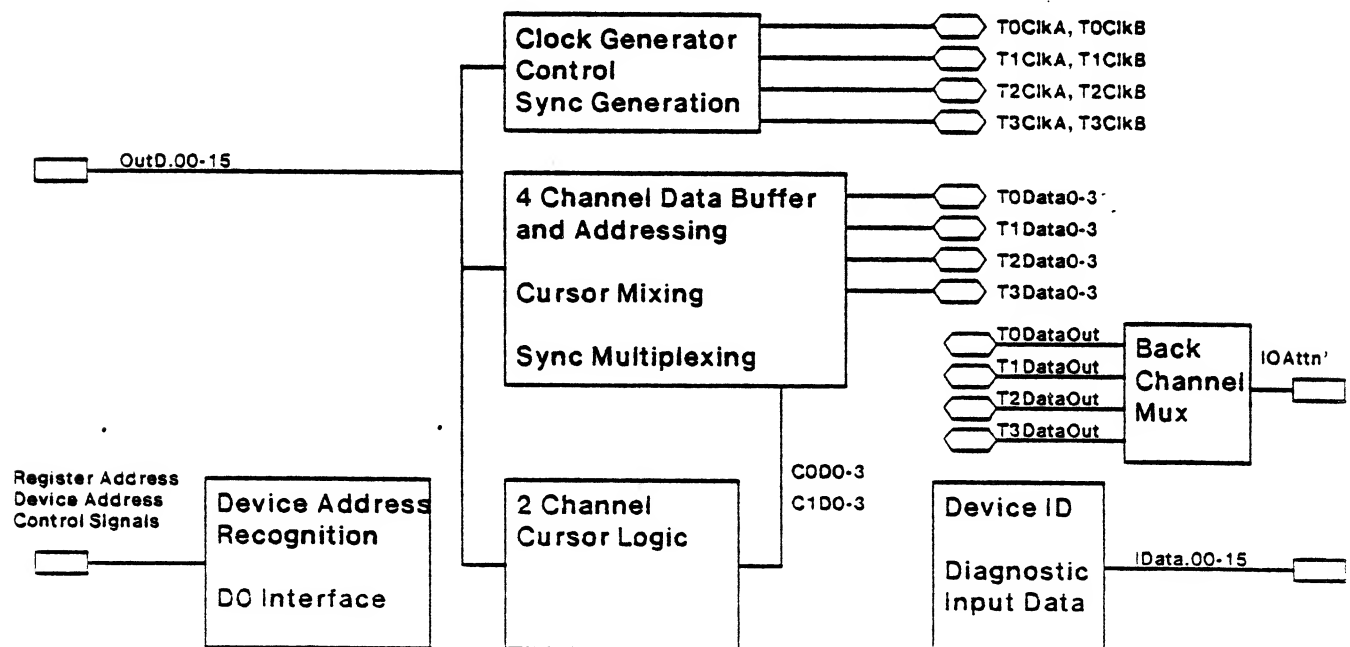 Clock Generator
Control
Sync Generation
T0ClkA, T0ClkB
T1ClkA, T1ClkB
T2ClkA, T2ClkB
T3ClkA, T3ClkB
OutD.00-15
4 Channel Data Buffer
and Addressing
Cursor Mixing
Sync Multiplexing
T0Data0-3
T1Data0-3
T2Data0-3
T3Data0-3
T0DataOut
T1DataOut
T2DataOut
T3DataOut
Back
Channel
Mux
IOAttn'
Register Address
Device Address
Control Signals
Device Address
Recognition
D0 Interface
2 Channel
Cursor Logic
C0D0-3
C1D0-3
Device ID
Diagnostic
Input Data
IData.00-15